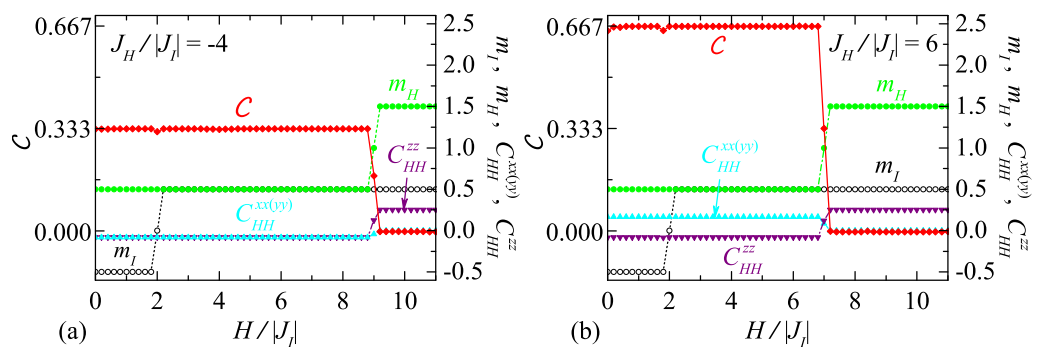 J_H / |J_I| = -4
0.667
0.333
0.000
C
C
m_H
C_HH^zz
C_HH^xx(yy)
m_I
2.5
2.0
1.5
1.0
0.5
0.0
-0.5
m_I, m_H, C_HH^xx(yy), C_HH^zz
0 2 4 6 8 10
(a) H / |J_I|
J_H / |J_I| = 6
0.667
0.333
0.000
C
C
m_H
C_HH^xx(yy)
m_I
C_HH^zz
2.5
2.0
1.5
1.0
0.5
0.0
-0.5
m_I, m_H, C_HH^xx(yy), C_HH^zz
0 2 4 6 8 10
(b) H / |J_I|